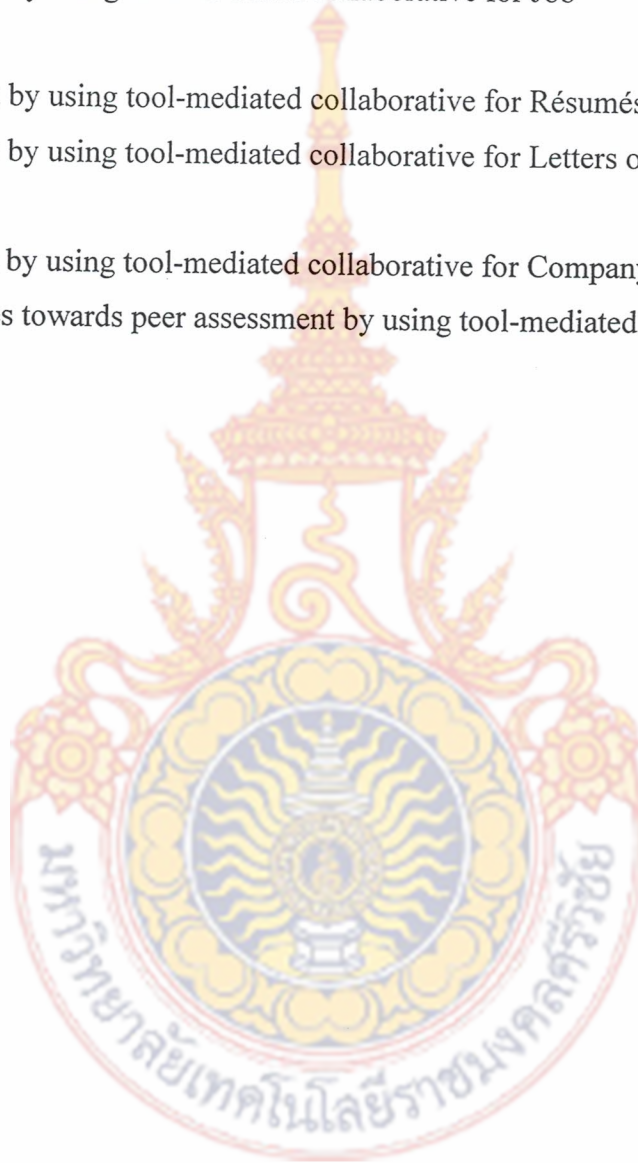 for Job
by using tool-mediated collaborative for Résumés
by using tool-mediated collaborative for Letters o
by using tool-mediated collaborative for Company
s towards peer assessment by using tool-mediated
มหาวิทยาลัยเทคโนโลยีราชมงคลศรีวิชัย